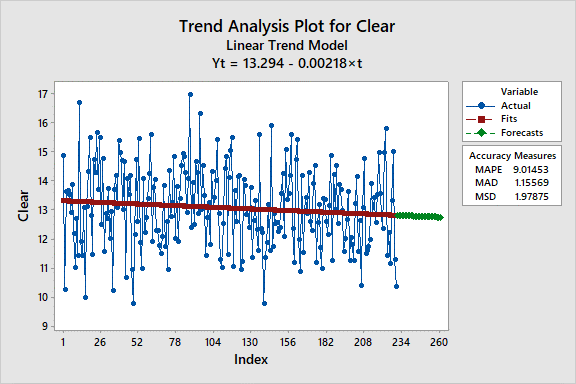 Trend Analysis Plot for Clear
Linear Trend Model
Yt = 13.294 - 0.00218×t
Clear
17
16
15
14
13
12
11
10
9
1 26 52 78 104 130 156 182 208 234 260
Index
Variable
Actual
Fits
Forecasts
Accuracy Measures
MAPE 9.01453
MAD 1.15569
MSD 1.97875